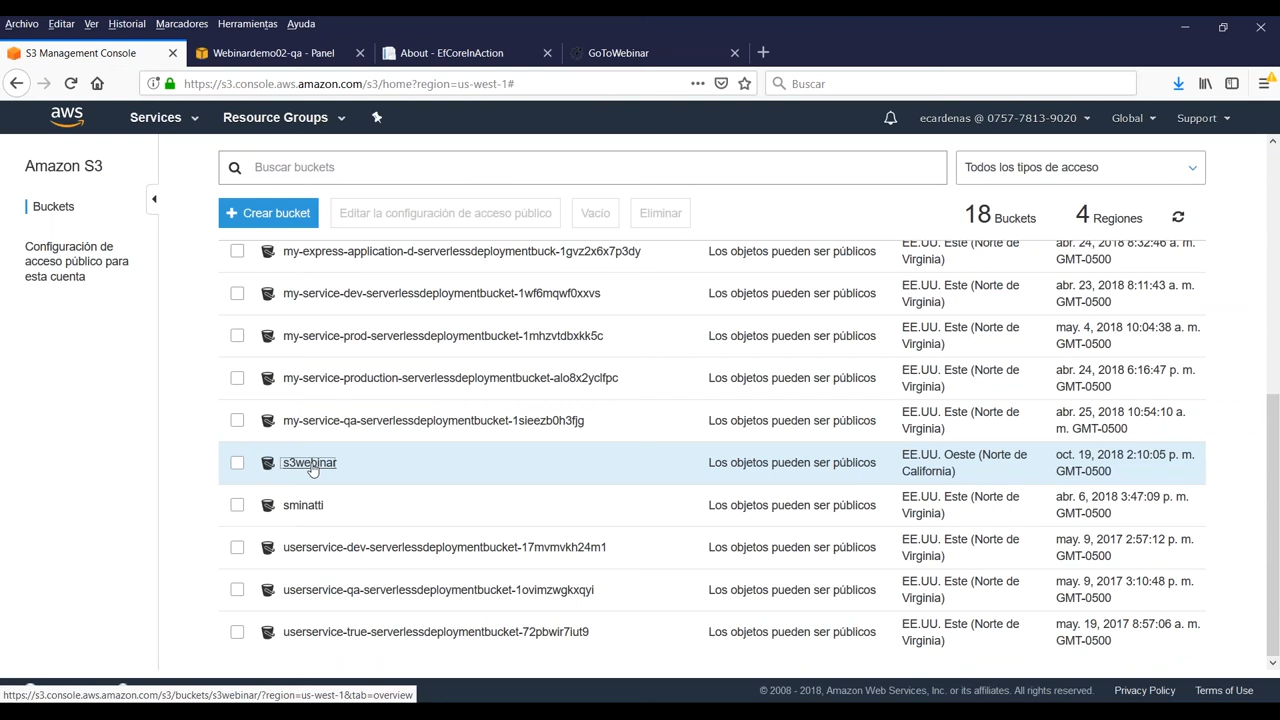 Archivo Editar Ver Historial Marcadores Herramientas Ayuda
S3 Management Console
Webinardemo02-qa - Panel
About - EfCoreInAction
GoToWebinar
https://s3.console.aws.amazon.com/s3/home?region=us-west-1#
Buscar
aws Services Resource Groups ecardenas @ 0757-7813-9020 Global Support
Amazon S3
Buckets
Configuración de
acceso público para
esta cuenta
Buscar buckets
Todos los tipos de acceso
+ Crear bucket Editar la configuración de acceso público Vacío Eliminar 18 Buckets 4 Regiones
my-express-application-d-serverlessdeploymentbuck-1gvz2x6x7p3dy Los objetos pueden ser públicos EE.UU. Este (Norte de abr. 24, 2018 8:32:46 a. m.
Virginia) GMT-0500
my-service-dev-serverlessdeploymentbucket-1wf6mqwf0xxvs Los objetos pueden ser públicos EE.UU. Este (Norte de abr. 23, 2018 8:11:43 a. m.
Virginia) GMT-0500
my-service-prod-serverlessdeploymentbucket-1mhzvtdbxkk5c Los objetos pueden ser públicos EE.UU. Este (Norte de may. 4, 2018 10:04:38 a. m.
Virginia) GMT-0500
my-service-production-serverlessdeploymentbucket-alo8x2yclfpc Los objetos pueden ser públicos EE.UU. Este (Norte de abr. 24, 2018 6:16:47 p. m.
Virginia) GMT-0500
my-service-qa-serverlessdeploymentbucket-1sieezb0h3fjg Los objetos pueden ser públicos EE.UU. Este (Norte de abr. 25, 2018 10:54:10 a.
Virginia) m. GMT-0500
s3webinar Los objetos pueden ser públicos EE.UU. Oeste (Norte de oct. 19, 2018 2:10:05 p. m.
California) GMT-0500
sminatti Los objetos pueden ser públicos EE.UU. Este (Norte de abr. 6, 2018 3:47:09 p. m.
Virginia) GMT-0500
userservice-dev-serverlessdeploymentbucket-17mvmvkh24m1 Los objetos pueden ser públicos EE.UU. Este (Norte de may. 9, 2017 2:57:12 p. m.
Virginia) GMT-0500
userservice-qa-serverlessdeploymentbucket-1ovimzwgkxqyi Los objetos pueden ser públicos EE.UU. Este (Norte de may. 9, 2017 3:10:48 p. m.
Virginia) GMT-0500
userservice-true-serverlessdeploymentbucket-72pbwir7iut9 Los objetos pueden ser públicos EE.UU. Este (Norte de may. 19, 2017 8:57:06 a. m.
Virginia) GMT-0500
https://s3.console.aws.amazon.com/s3/buckets/s3webinar/?region=us-west-1&tab=overview
© 2008 - 2018, Amazon Web Services, Inc. or its affiliates. All rights reserved. Privacy Policy Terms of Use